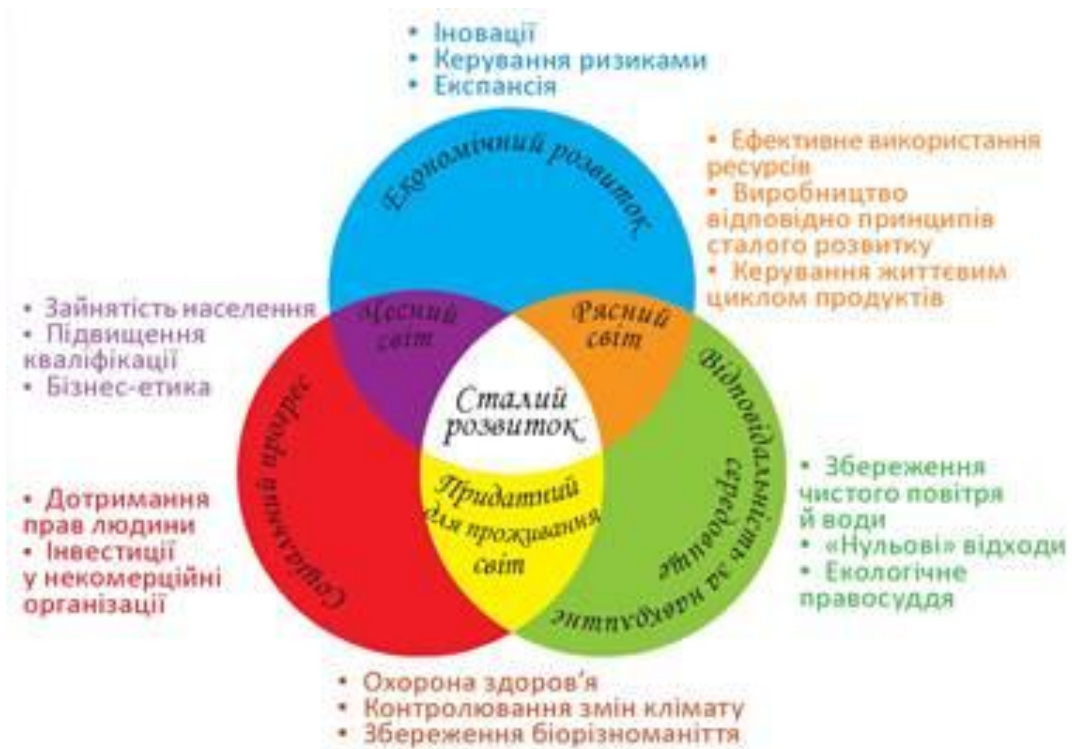 • Іновації
• Керування ризиками
• Експансія
Економічний розвиток
• Ефективне використання
ресурсів
• Виробництво
відповідно принципів
сталого розвитку
• Керування життєвим
циклом продуктів
• Зайнятість населення
• Підвищення
кваліфікації
• Бізнес-етика
Чесний
світ
Рясний
світ
Сталий
розвиток
Придатний
для проживання
світ
Соціальний прогрес
Відповідальність за навколишнє
середовище
• Дотримання
прав людини
• Інвестиції
у некомерційні
організації
• Збереження
чистого повітря
й води
• «Нульові» відходи
• Екологічне
правосуддя
• Охорона здоров'я
• Контролювання змін клімату
• Збереження біорізноманіття